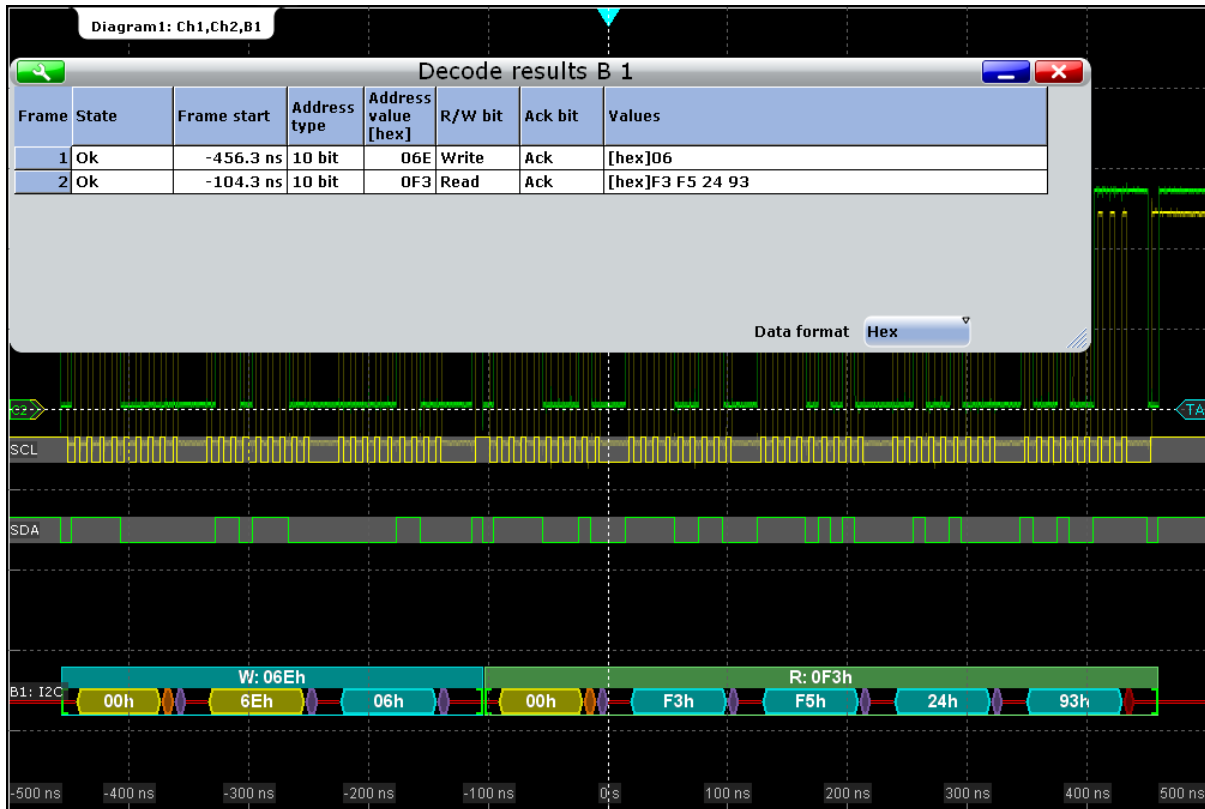 Diagram1: Ch1,Ch2,B1
Decode results B 1
Frame State Frame start Address type Address value [hex] R/W bit Ack bit Values
1 Ok -456.3 ns 10 bit 06E Write Ack [hex]06
2 Ok -104.3 ns 10 bit 0F3 Read Ack [hex]F3 F5 24 93
Data format Hex
C2 TA
SCL
SDA
W: 06Eh R: 0F3h
B1: I2C 00h 6Eh 06h 00h F3h F5h 24h 93h
-500 ns -400 ns -300 ns -200 ns -100 ns 0 s 100 ns 200 ns 300 ns 400 ns 500 ns